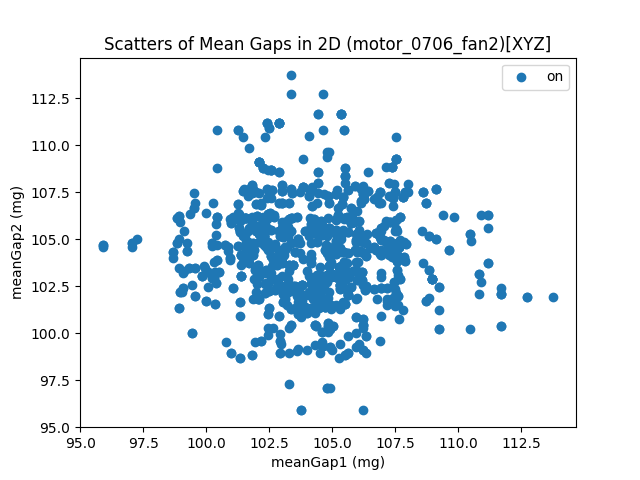 Scatters of Mean Gaps in 2D (motor_0706_fan2)[XYZ]
on
112.5
110.0
107.5
105.0
102.5
100.0
97.5
95.0
meanGap2 (mg)
95.0 97.5 100.0 102.5 105.0 107.5 110.0 112.5
meanGap1 (mg)